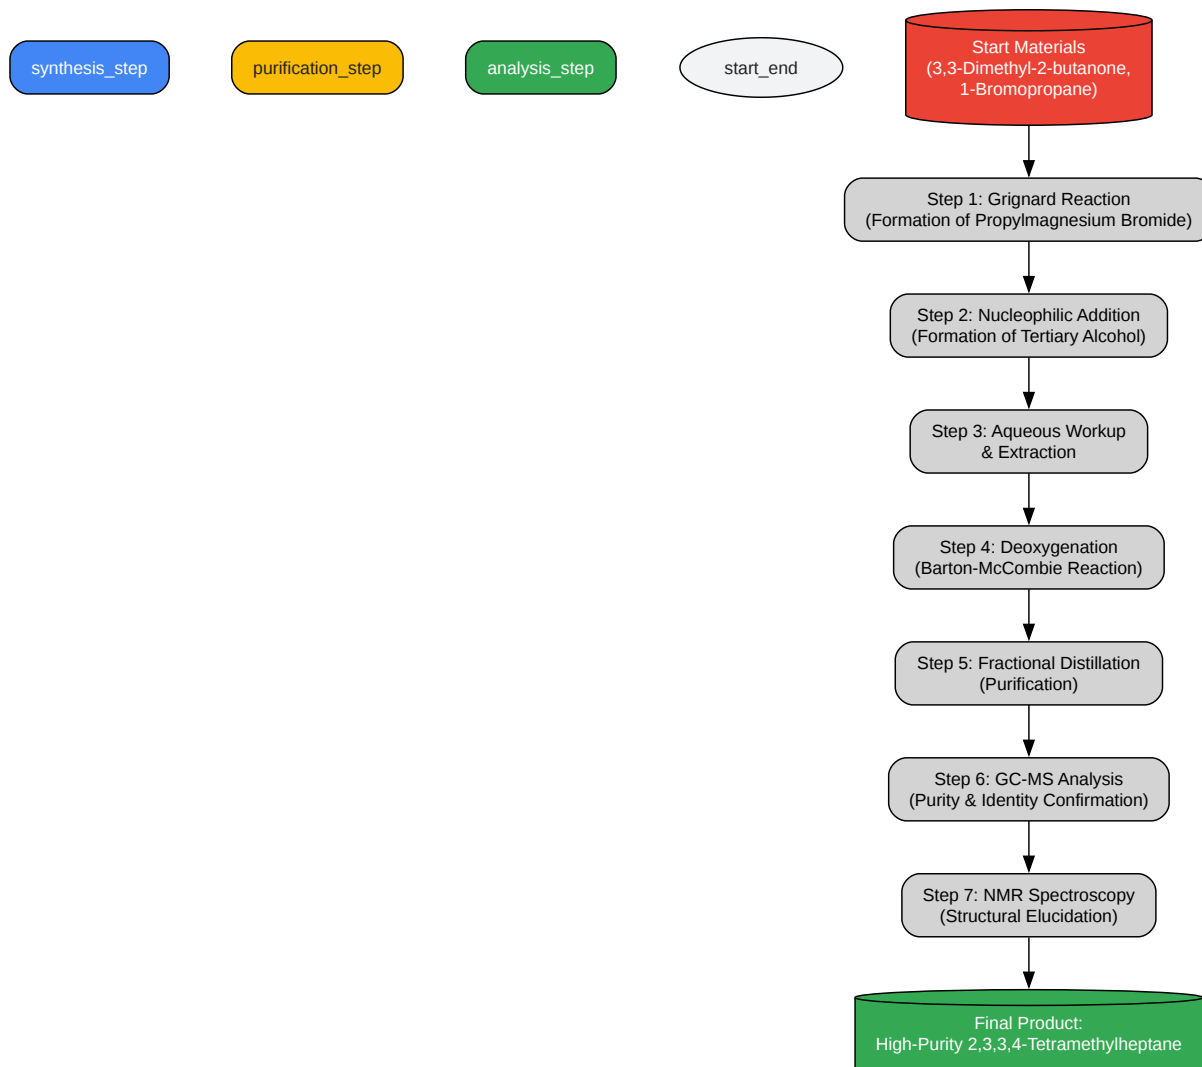 synthesis_step
purification_step
analysis_step
start_end
Start Materials
(3,3-Dimethyl-2-butanone,
1-Bromopropane)
Step 1: Grignard Reaction
(Formation of Propylmagnesium Bromide)
Step 2: Nucleophilic Addition
(Formation of Tertiary Alcohol)
Step 3: Aqueous Workup
& Extraction
Step 4: Deoxygenation
(Barton-McCombie Reaction)
Step 5: Fractional Distillation
(Purification)
Step 6: GC-MS Analysis
(Purity & Identity Confirmation)
Step 7: NMR Spectroscopy
(Structural Elucidation)
Final Product:
High-Purity 2,3,3,4-Tetramethylheptane